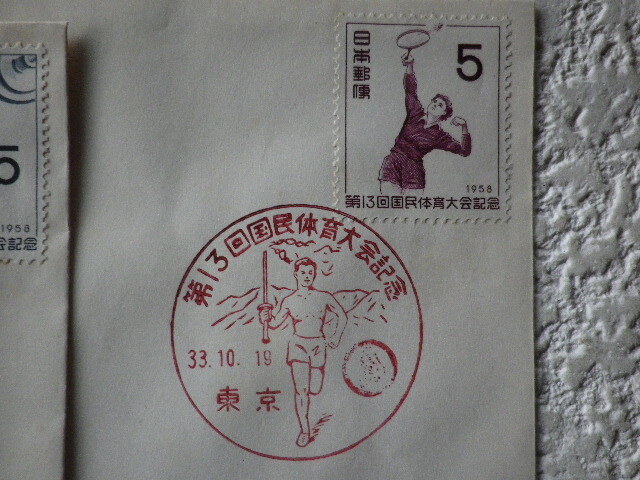 日本郵便
5
1958
第13回国民体育大会記念
第13回国民体育大会記念
33.10.19
東京
5
1958
会記念